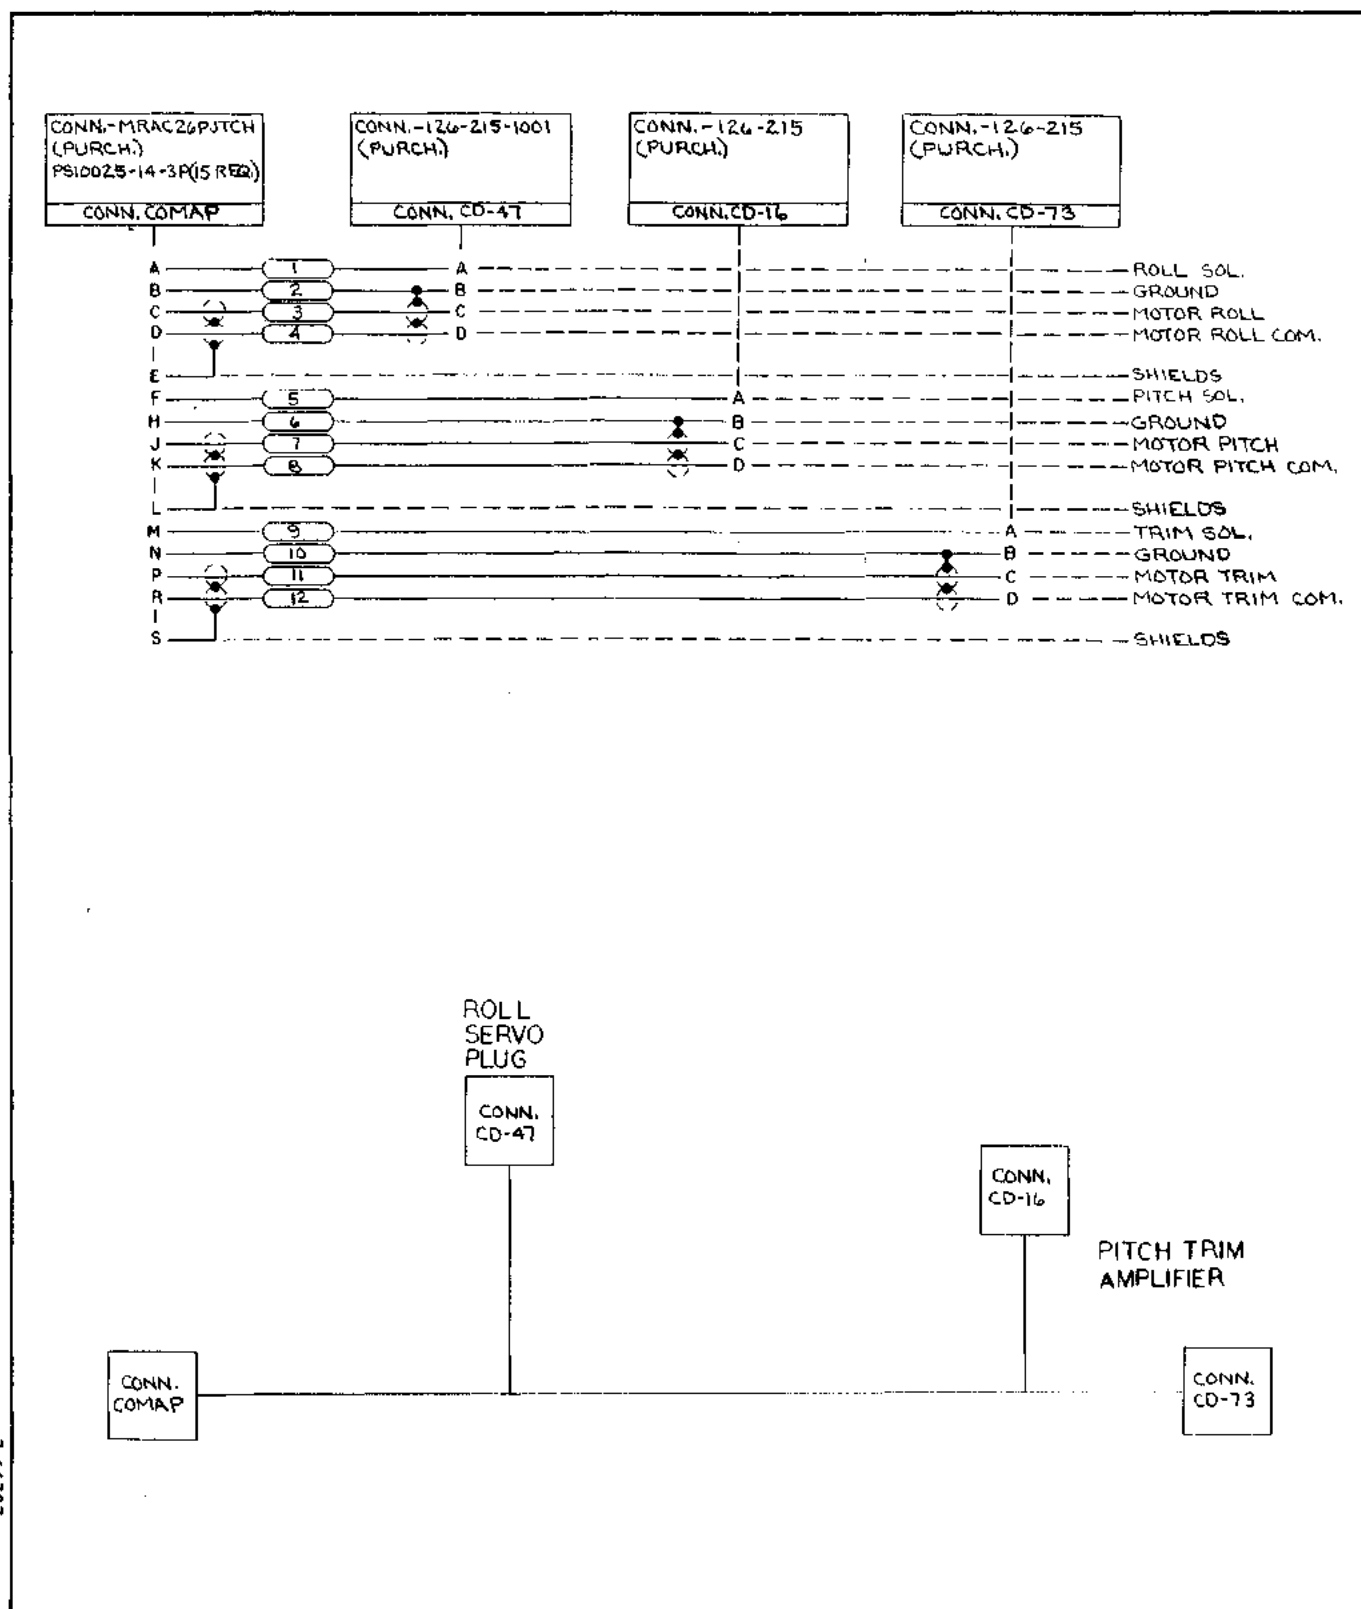 CONN.-MRAC26PJTCH
(PURCH.)
PS10025-14-3P(15 REQ.)
CONN. COMAP
CONN.-126-215-1001
(PURCH.)
CONN. CD-47
CONN.-126-215
(PURCH.)
CONN. CD-16
CONN.-126-215
(PURCH.)
CONN. CD-73
A 1 A ROLL SOL.
B 2 B GROUND
C 3 C MOTOR ROLL
D 4 D MOTOR ROLL COM.
E SHIELDS
F 5 A PITCH SOL.
H 6 B GROUND
J 7 C MOTOR PITCH
K 8 D MOTOR PITCH COM.
L SHIELDS
M 9 A TRIM SOL.
N 10 B GROUND
P 11 C MOTOR TRIM
R 12 D MOTOR TRIM COM.
S SHIELDS
ROLL
SERVO
PLUG
CONN.
CD-47
CONN.
CD-16
PITCH TRIM
AMPLIFIER
CONN.
COMAP
CONN.
CD-73